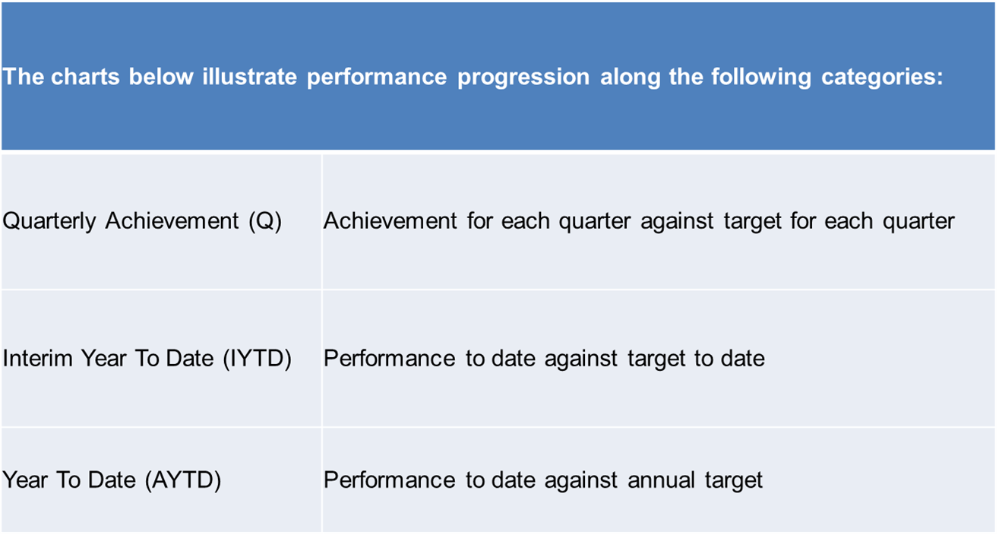 The charts below illustrate performance progression along the following categories:
Quarterly Achievement (Q) Achievement for each quarter against target for each quarter
Interim Year To Date (IYTD) Performance to date against target to date
Year To Date (AYTD) Performance to date against annual target